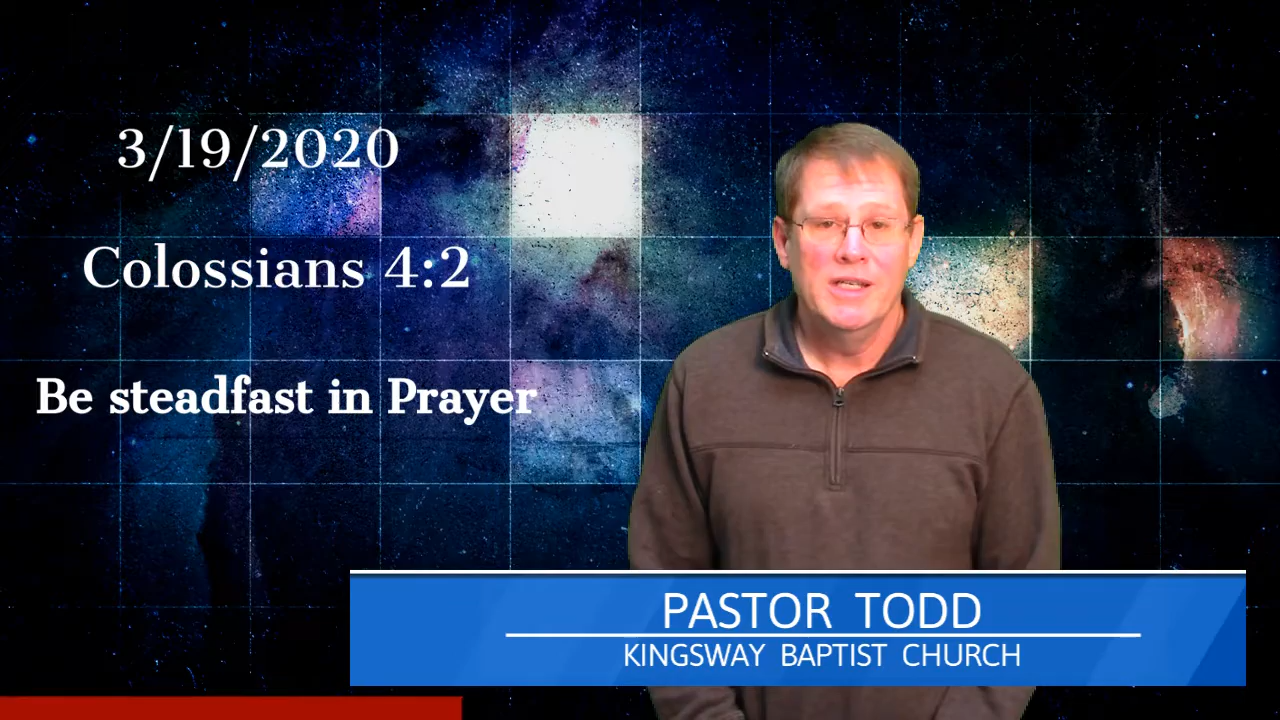 3/19/2020
Colossians 4:2
Be steadfast in Prayer
PASTOR TODD
KINGSWAY BAPTIST CHURCH